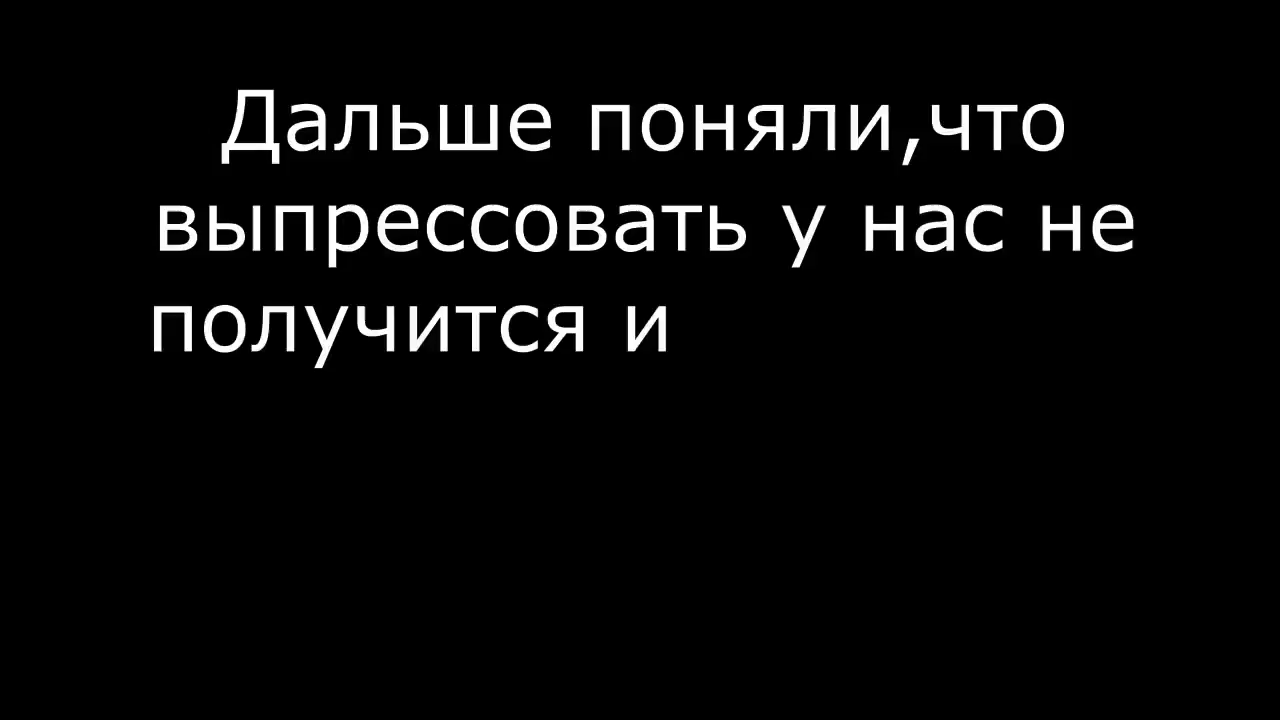 Дальше поняли,что
выпрессовать у нас не
получится и